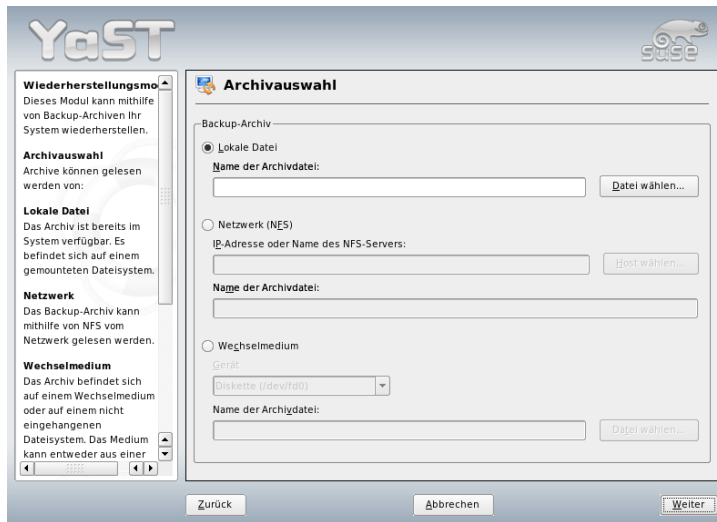 YaST
SUSE
Wiederherstellungsmo
Dieses Modul kann mithilfe
von Backup-Archiven Ihr
System wiederherstellen.
Archivauswahl
Archive können gelesen
werden von:
Lokale Datei
Das Archiv ist bereits im
System verfügbar. Es
befindet sich auf einem
gemounteten Dateisystem.
Netzwerk
Das Backup-Archiv kann
mithilfe von NFS vom
Netzwerk gelesen werden.
Wechselmedium
Das Archiv befindet sich
auf einem Wechselmedium
oder auf einem nicht
eingehangenen
Dateisystem. Das Medium
kann entweder aus einer
Archivauswahl
Backup-Archiv
Lokale Datei
Name der Archivdatei:
Datei wählen...
Netzwerk (NFS)
IP-Adresse oder Name des NFS-Servers:
Host wählen...
Name der Archivdatei:
Wechselmedium
Gerät
Diskette (/dev/fd0)
Name der Archivdatei:
Datei wählen...
Zurück
Abbrechen
Weiter